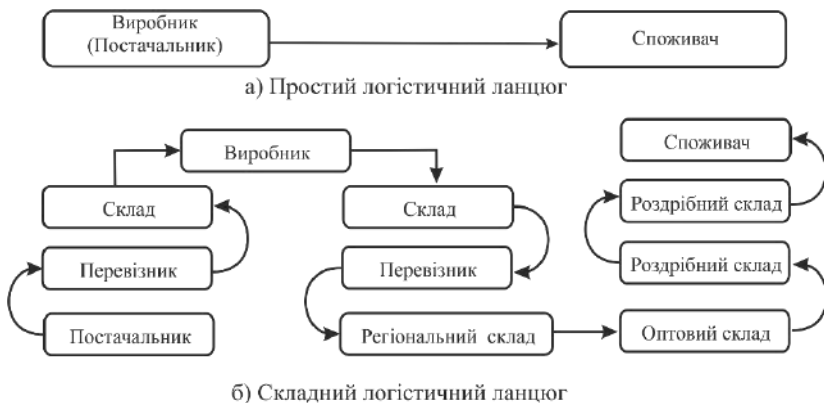 Виробник
(Постачальник)
Споживач
а) Простий логістичний ланцюг
Виробник
Споживач
Склад
Склад
Роздрібний склад
Перевізник
Перевізник
Роздрібний склад
Постачальник
Регіональний склад
Оптовий склад
б) Складний логістичний ланцюг